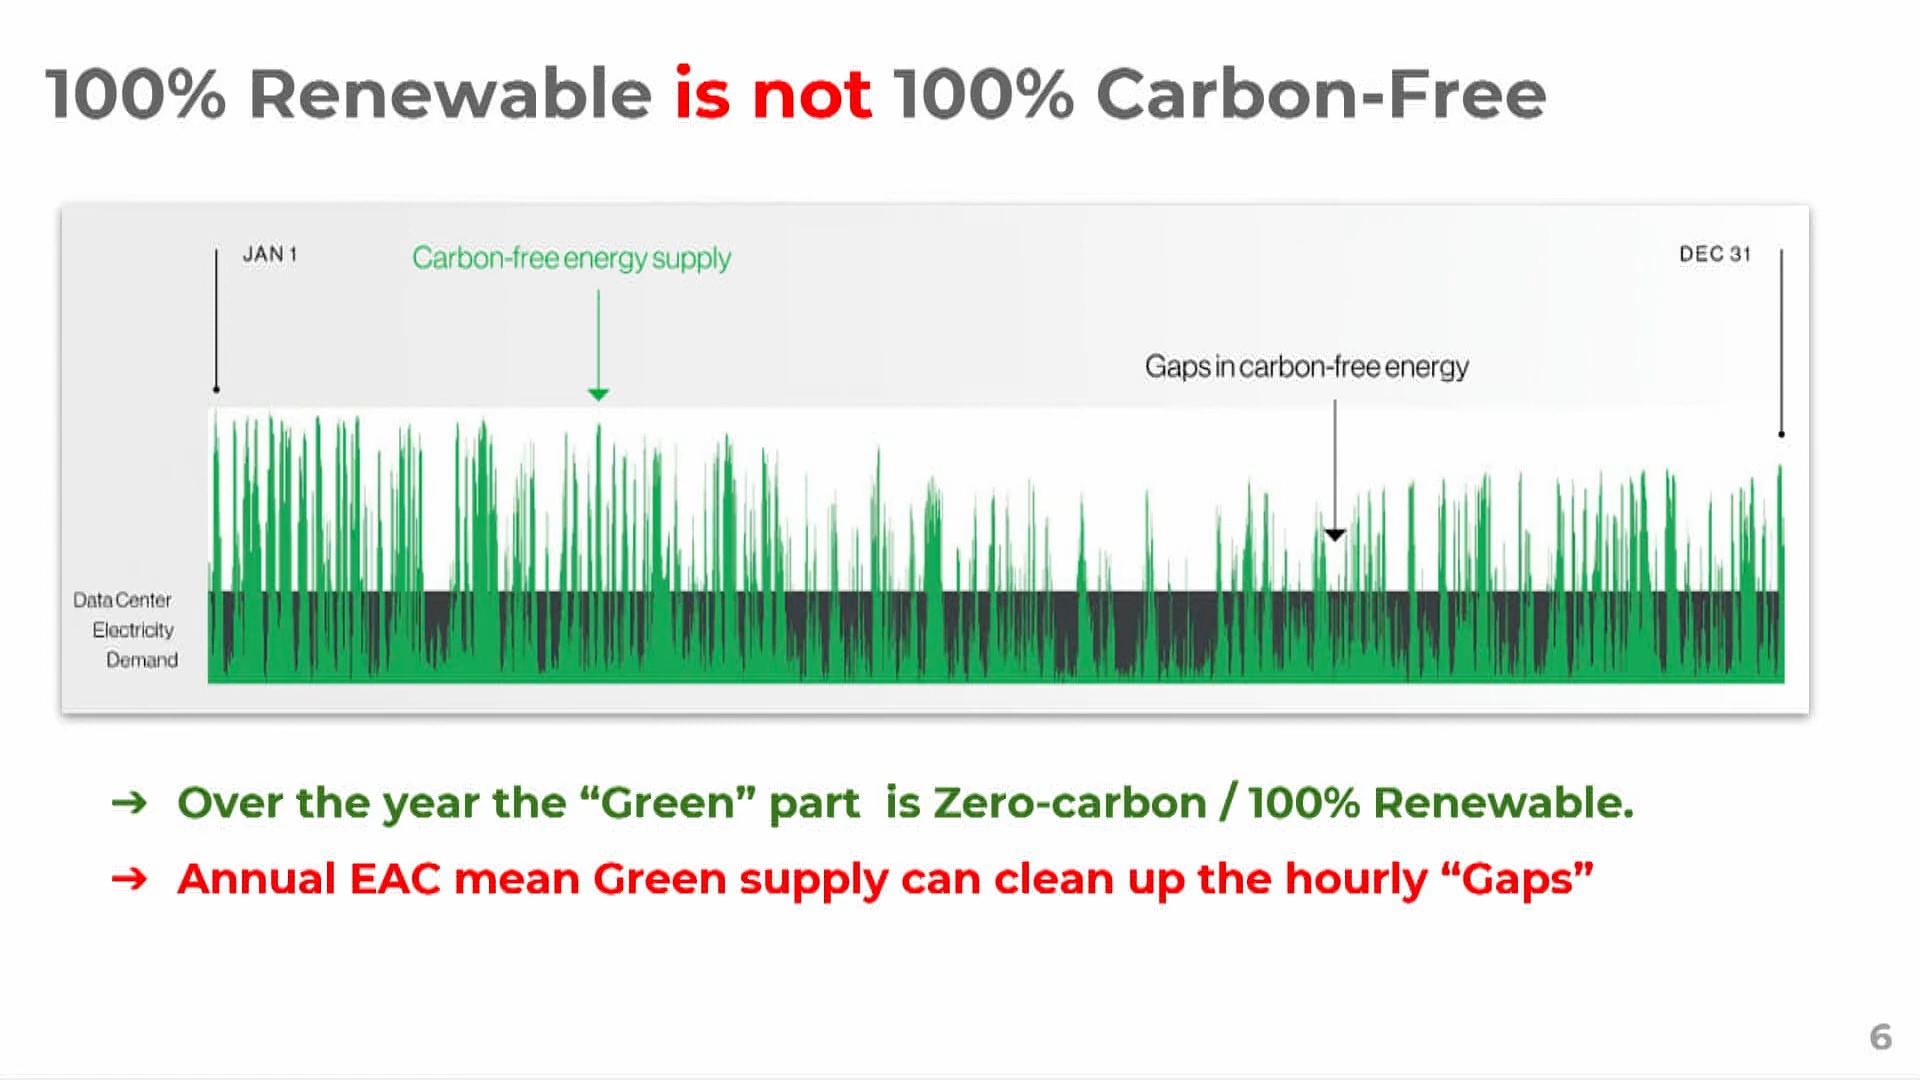 100% Renewable is not 100% Carbon-Free
JAN 1
Carbon-free energy supply
DEC 31
Gaps in carbon-free energy
Data Center
Electricity
Demand
➔ Over the year the “Green” part  is Zero-carbon / 100% Renewable.
➔ Annual EAC mean Green supply can clean up the hourly “Gaps”
6